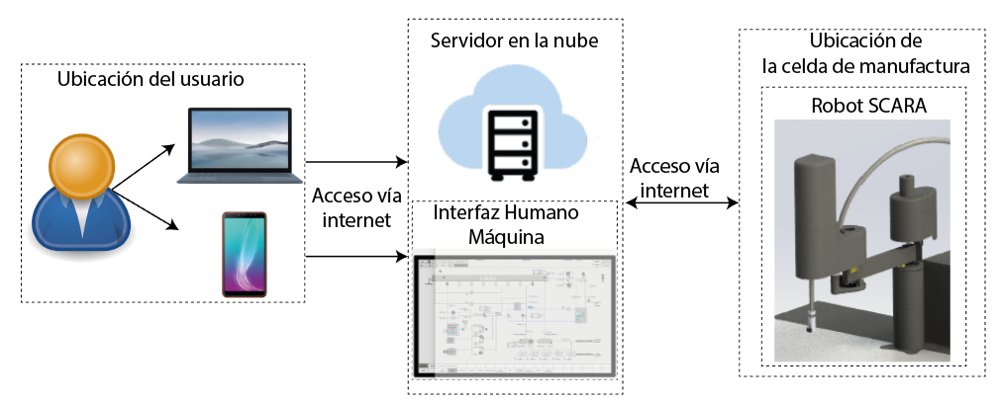 Ubicación del usuario
Acceso vía
internet
Servidor en la nube
Interfaz Humano
Máquina
Acceso vía
internet
Ubicación de
la celda de manufactura
Robot SCARA